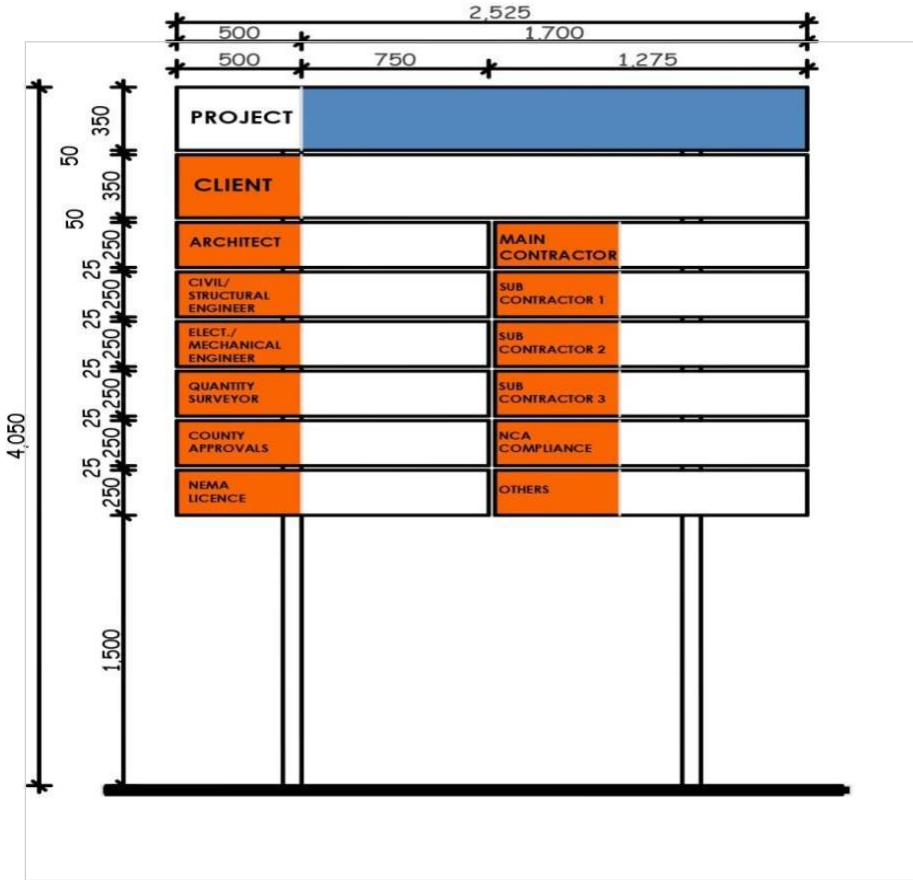 2,525
500 1.700
500 750 1,275
PROJECT
350
50
CLIENT
350
50
ARCHITECT
MAIN
CONTRACTOR
250
25
CIVIL/
STRUCTURAL
ENGINEER
SUB
CONTRACTOR 1
250
25
ELECT./
MECHANICAL
ENGINEER
SUB
CONTRACTOR 2
250
25
QUANTITY
SURVEYOR
SUB
CONTRACTOR 3
250
25
COUNTY
APPROVALS
NCA
COMPLIANCE
250
25
NEMA
LICENCE
OTHERS
250
4,050
1,500